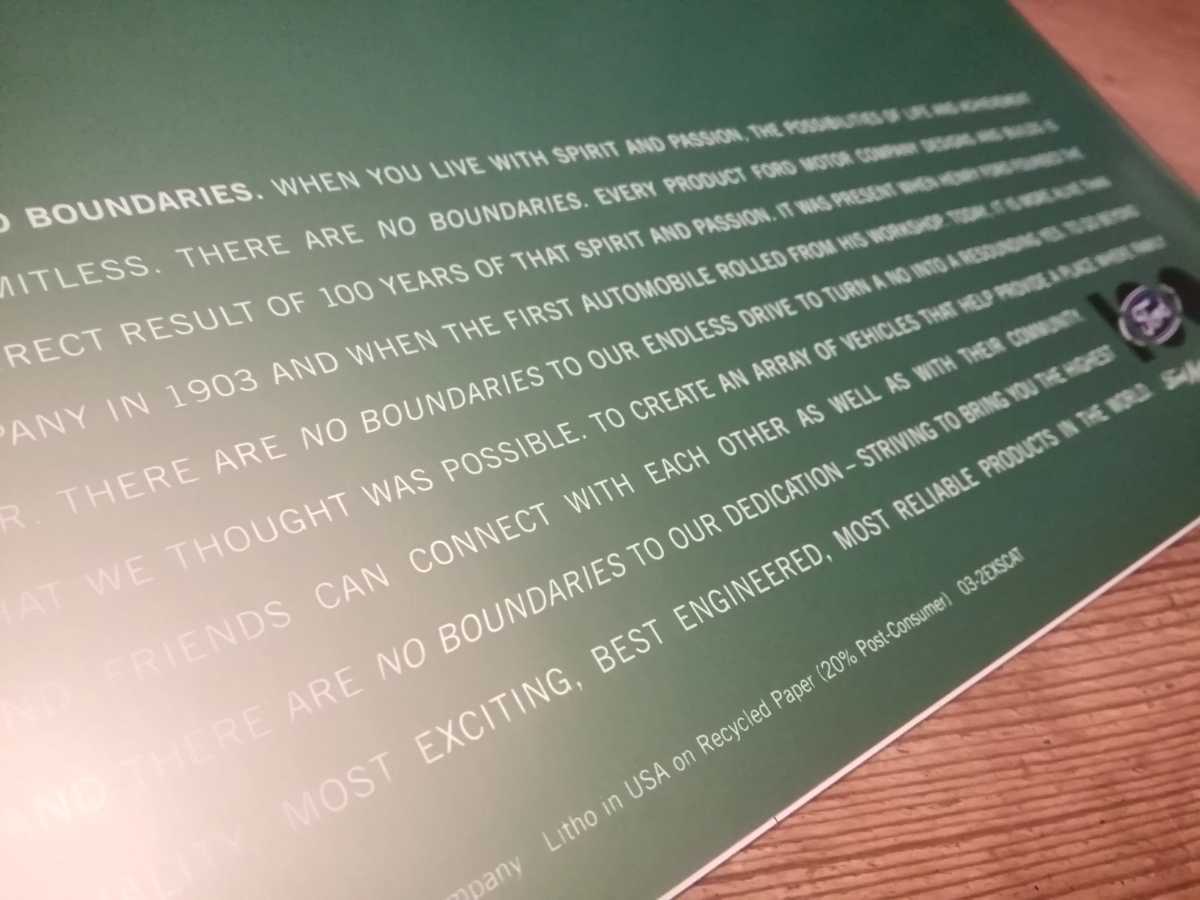 BOUNDARIES. WHEN YOU LIVE WITH SPIRIT AND PASSION, THE POSSIBILITIES OF LIFE AND ACHIEVEMENT
MITLESS. THERE ARE NO BOUNDARIES. EVERY PRODUCT FORD MOTOR COMPANY DESIGNS AND BUILDS IS
RECT RESULT OF 100 YEARS OF THAT SPIRIT AND PASSION. IT WAS PRESENT WHEN HENRY FORD FOUNDED THE
PANY IN 1903 AND WHEN THE FIRST AUTOMOBILE ROLLED FROM HIS WORKSHOP. TODAY, IT IS MORE ALIVE THAN
R. THERE ARE NO BOUNDARIES TO OUR ENDLESS DRIVE TO TURN A NO INTO A RESOUNDING YES. TO GO BEYOND
HAT WE THOUGHT WAS POSSIBLE. TO CREATE AN ARRAY OF VEHICLES THAT HELP PROVIDE A PLACE WHERE FAMILY
ND FRIENDS CAN CONNECT WITH EACH OTHER AS WELL AS WITH THEIR COMMUNITY.
AND THERE ARE NO BOUNDARIES TO OUR DEDICATION – STRIVING TO BRING YOU THE HIGHEST
ALITY, MOST EXCITING, BEST ENGINEERED, MOST RELIABLE PRODUCTS IN THE WORLD.
mpany Litho in USA on Recycled Paper (20% Post-Consumer) 03-2EXSCAT